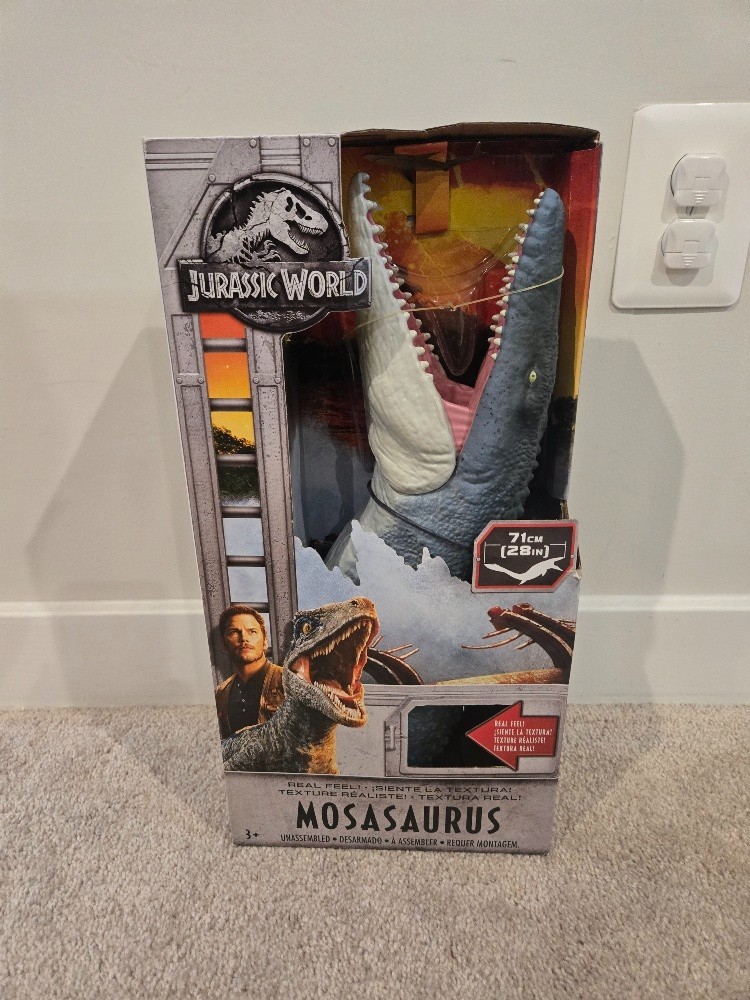 JURASSIC WORLD
71CM
(28IN)
REAL FEEL!
¡SIENTE LA TEXTURA!
TEXTURE RÉALISTE!
TEXTURA REAL!
REAL FEEL! • ¡SIENTE LA TEXTURA!
TEXTURE RÉALISTE! • TEXTURA REAL!
MOSASAURUS
3+
UNASSEMBLED • DESARMADO • À ASSEMBLER • REQUER MONTAGEM.